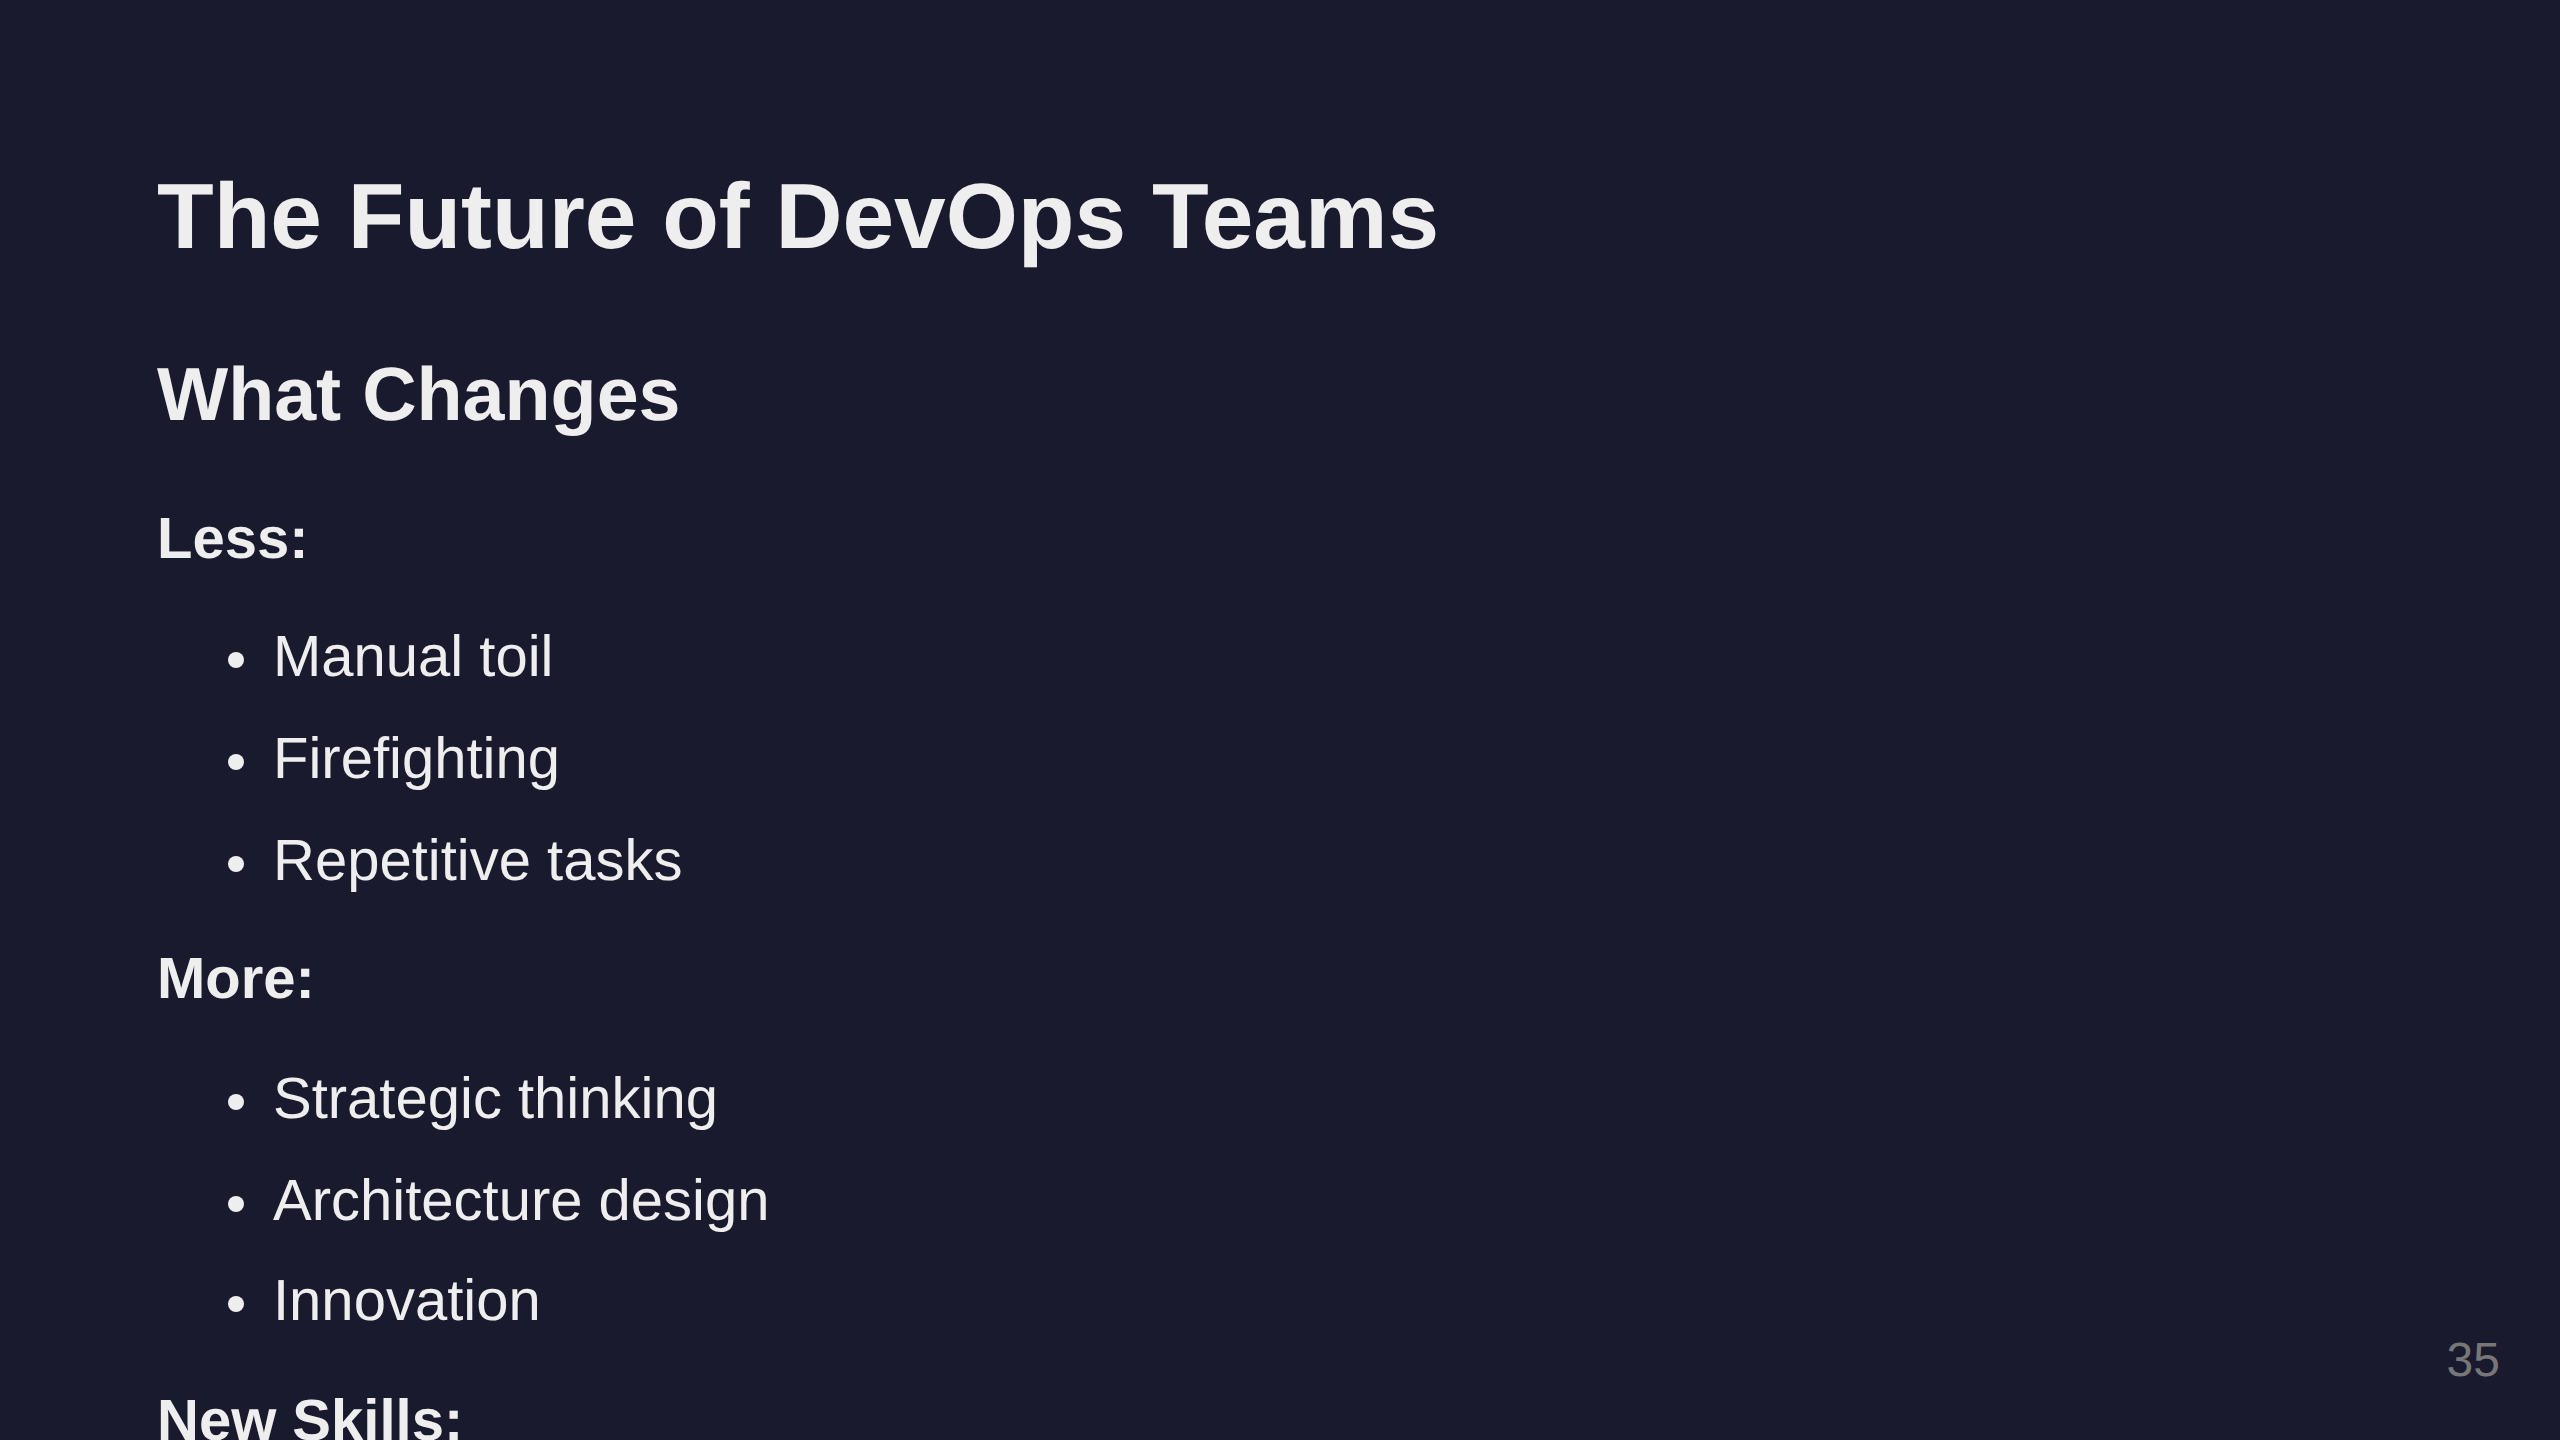 The Future of DevOps Teams
What Changes
Less:
• Manual toil
• Firefighting
• Repetitive tasks
More:
• Strategic thinking
• Architecture design
• Innovation
35
New Skills: